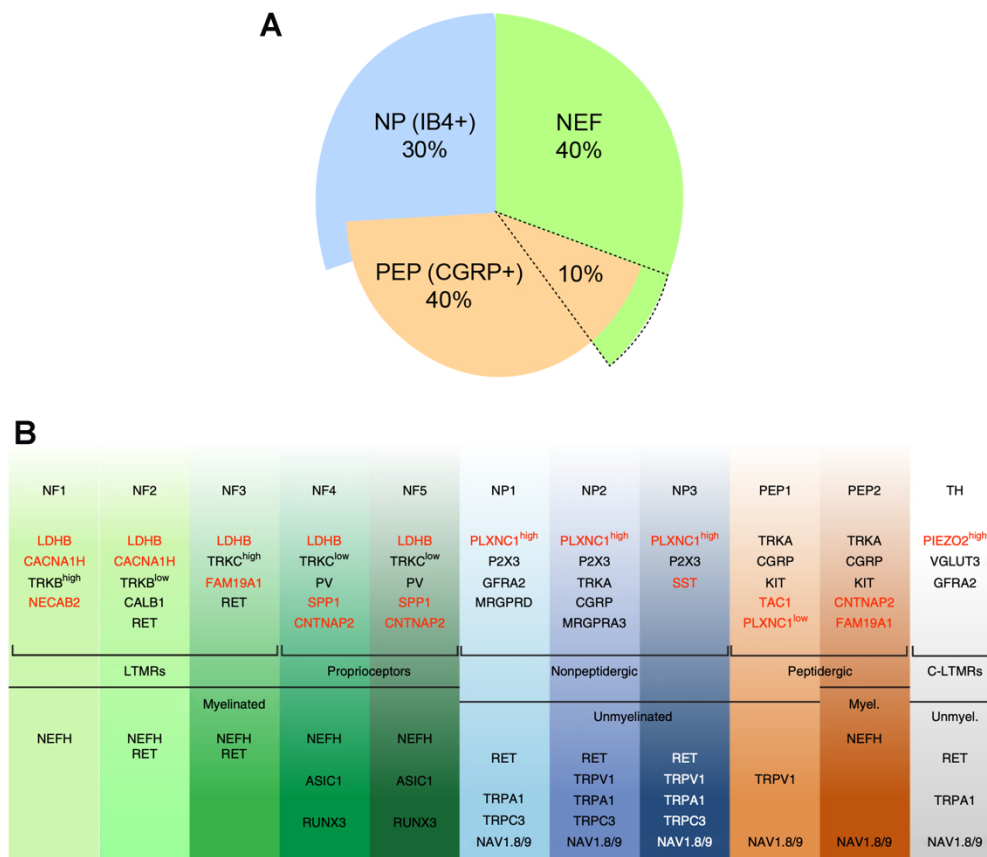 A
NP (IB4+)
30%
NEF
40%
PEP (CGRP+)
40%
10%
B
NF1 NF2 NF3 NF4 NF5 NP1 NP2 NP3 PEP1 PEP2 TH
LDHB LDHB LDHB LDHB LDHB PLXNC1high PLXNC1high PLXNC1high TRKA TRKA PIEZO2high
CACNA1H CACNA1H TRKChigh TRKClow TRKClow P2X3 P2X3 P2X3 CGRP CGRP VGLUT3
TRKBhigh TRKBlow FAM19A1 PV PV GFRA2 TRKA SST KIT KIT GFRA2
NECAB2 CALB1 RET SPP1 SPP1 MRGPRD CGRP TAC1 CNTNAP2
RET CNTNAP2 CNTNAP2 MRGPRA3 PLXNC1low FAM19A1
LTMRs Proprioceptors Nonpeptidergic Peptidergic C-LTMRs
Myelinated Unmyelinated Myel. Unmyel.
NEFH NEFH NEFH NEFH NEFH NEFH
RET RET
RET RET RET RET
ASIC1 ASIC1 TRPV1 TRPV1 TRPV1
TRPA1 TRPA1 TRPA1 TRPA1
RUNX3 RUNX3 TRPC3 TRPC3 TRPC3
NAV1.8/9 NAV1.8/9 NAV1.8/9 NAV1.8/9 NAV1.8/9 NAV1.8/9